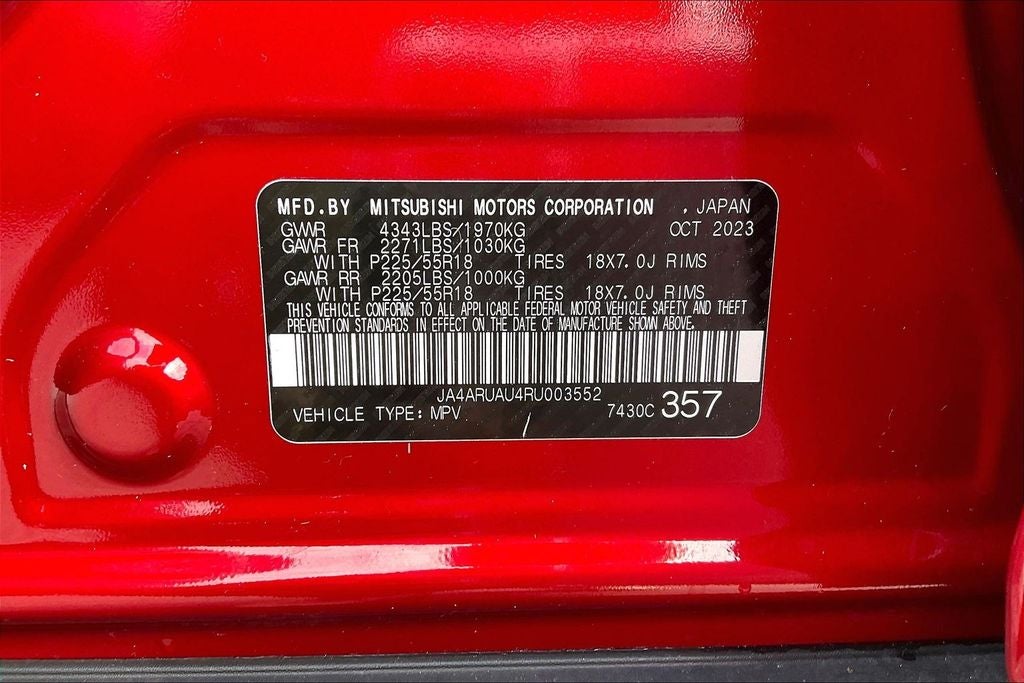 MFD.BY MITSUBISHI MOTORS CORPORATION , JAPAN
GVWR 4343LBS/1970KG OCT 2023
GAWR FR 2271LBS/1030KG
WITH P225/55R18 TIRES 18X7.0J RIMS
GAWR RR 2205LBS/1000KG
WITH P225/55R18 TIRES 18X7.0J RIMS
THIS VEHICLE CONFORMS TO ALL APPLICABLE FEDERAL MOTOR VEHICLE SAFETY AND THEFT
PREVENTION STANDARDS IN EFFECT ON THE DATE OF MANUFACTURE SHOWN ABOVE.
JA4ARUAU4RU003552
VEHICLE TYPE: MPV 7430C 357